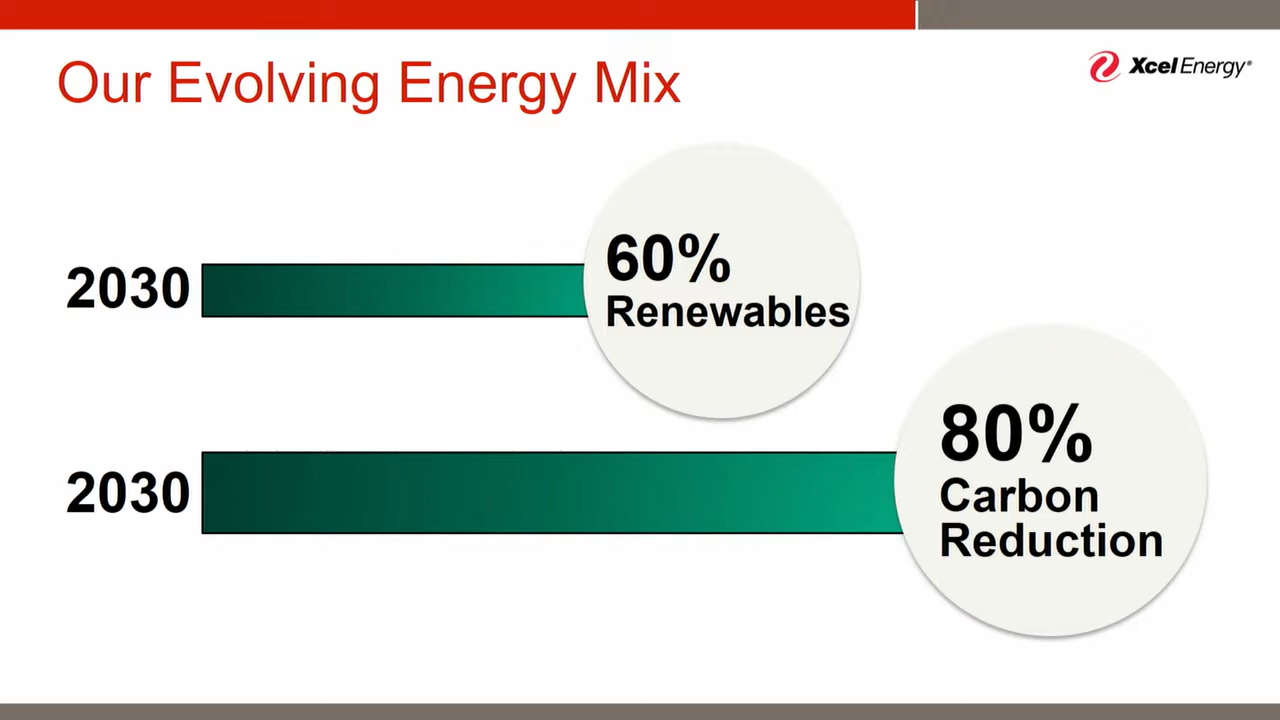 Our Evolving Energy Mix
Xcel Energy®
2030
60%
Renewables
2030
80%
Carbon
Reduction